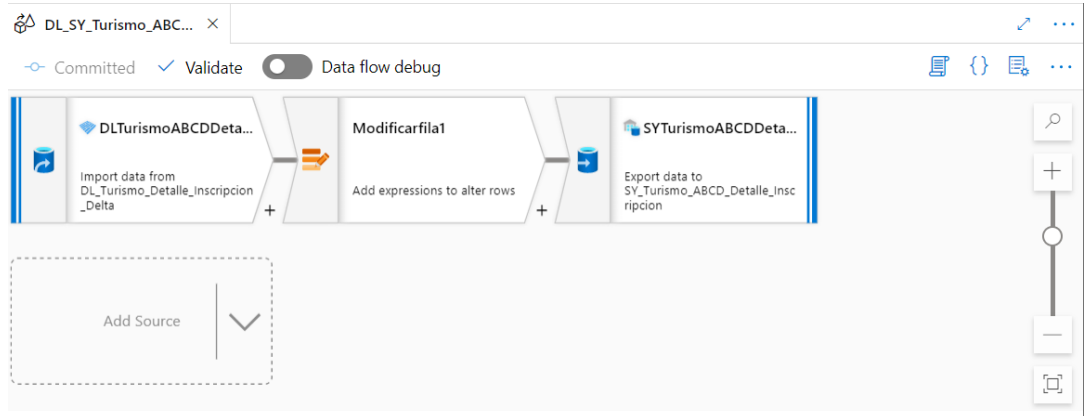 DL_SY_Turismo_ABC...
Committed
Validate
Data flow debug
DLTurismoABCDDeta...
Import data from
DL_Turismo_Detalle_Inscripcion
_Delta
Modificarfila1
Add expressions to alter rows
SYTurismoABCDDeta...
Export data to
SY_Turismo_ABCD_Detalle_Insc
ripcion
Add Source